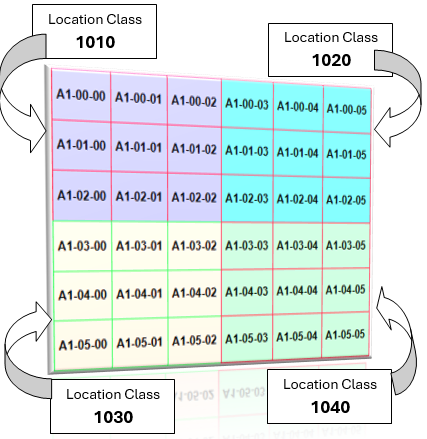 Location Class
1010
Location Class
1020
A1-00-00 A1-00-01 A1-00-02 A1-00-03 A1-00-04 A1-00-05
A1-01-00 A1-01-01 A1-01-02 A1-01-03 A1-01-04 A1-01-05
A1-02-00 A1-02-01 A1-02-02 A1-02-03 A1-02-04 A1-02-05
A1-03-00 A1-03-01 A1-03-02 A1-03-03 A1-03-04 A1-03-05
A1-04-00 A1-04-01 A1-04-02 A1-04-03 A1-04-04 A1-04-05
A1-05-00 A1-05-01 A1-05-02 A1-05-03 A1-05-04 A1-05-05
Location Class
1030
Location Class
1040